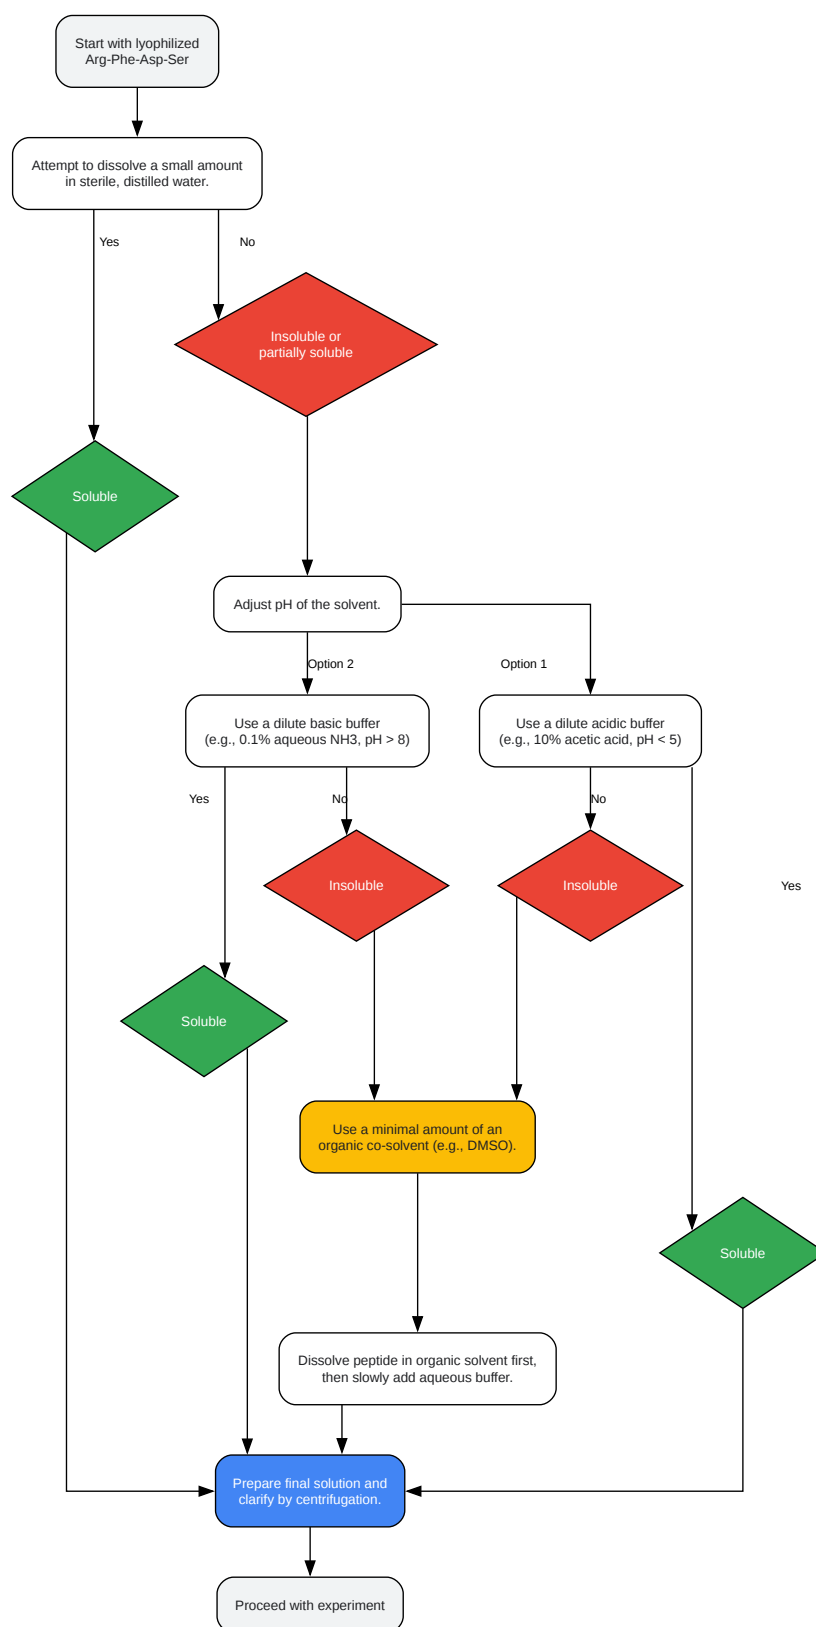 Start with lyophilized
Arg-Phe-Asp-Ser
Attempt to dissolve a small amount
in sterile, distilled water.
Yes
No
Insoluble or
partially soluble
Soluble
Adjust pH of the solvent.
Option 2
Option 1
Use a dilute basic buffer
(e.g., 0.1% aqueous NH3, pH > 8)
Use a dilute acidic buffer
(e.g., 10% acetic acid, pH < 5)
Yes
No
No
Insoluble
Insoluble
Yes
Soluble
Use a minimal amount of an
organic co-solvent (e.g., DMSO).
Soluble
Dissolve peptide in organic solvent first,
then slowly add aqueous buffer.
Prepare final solution and
clarify by centrifugation.
Proceed with experiment